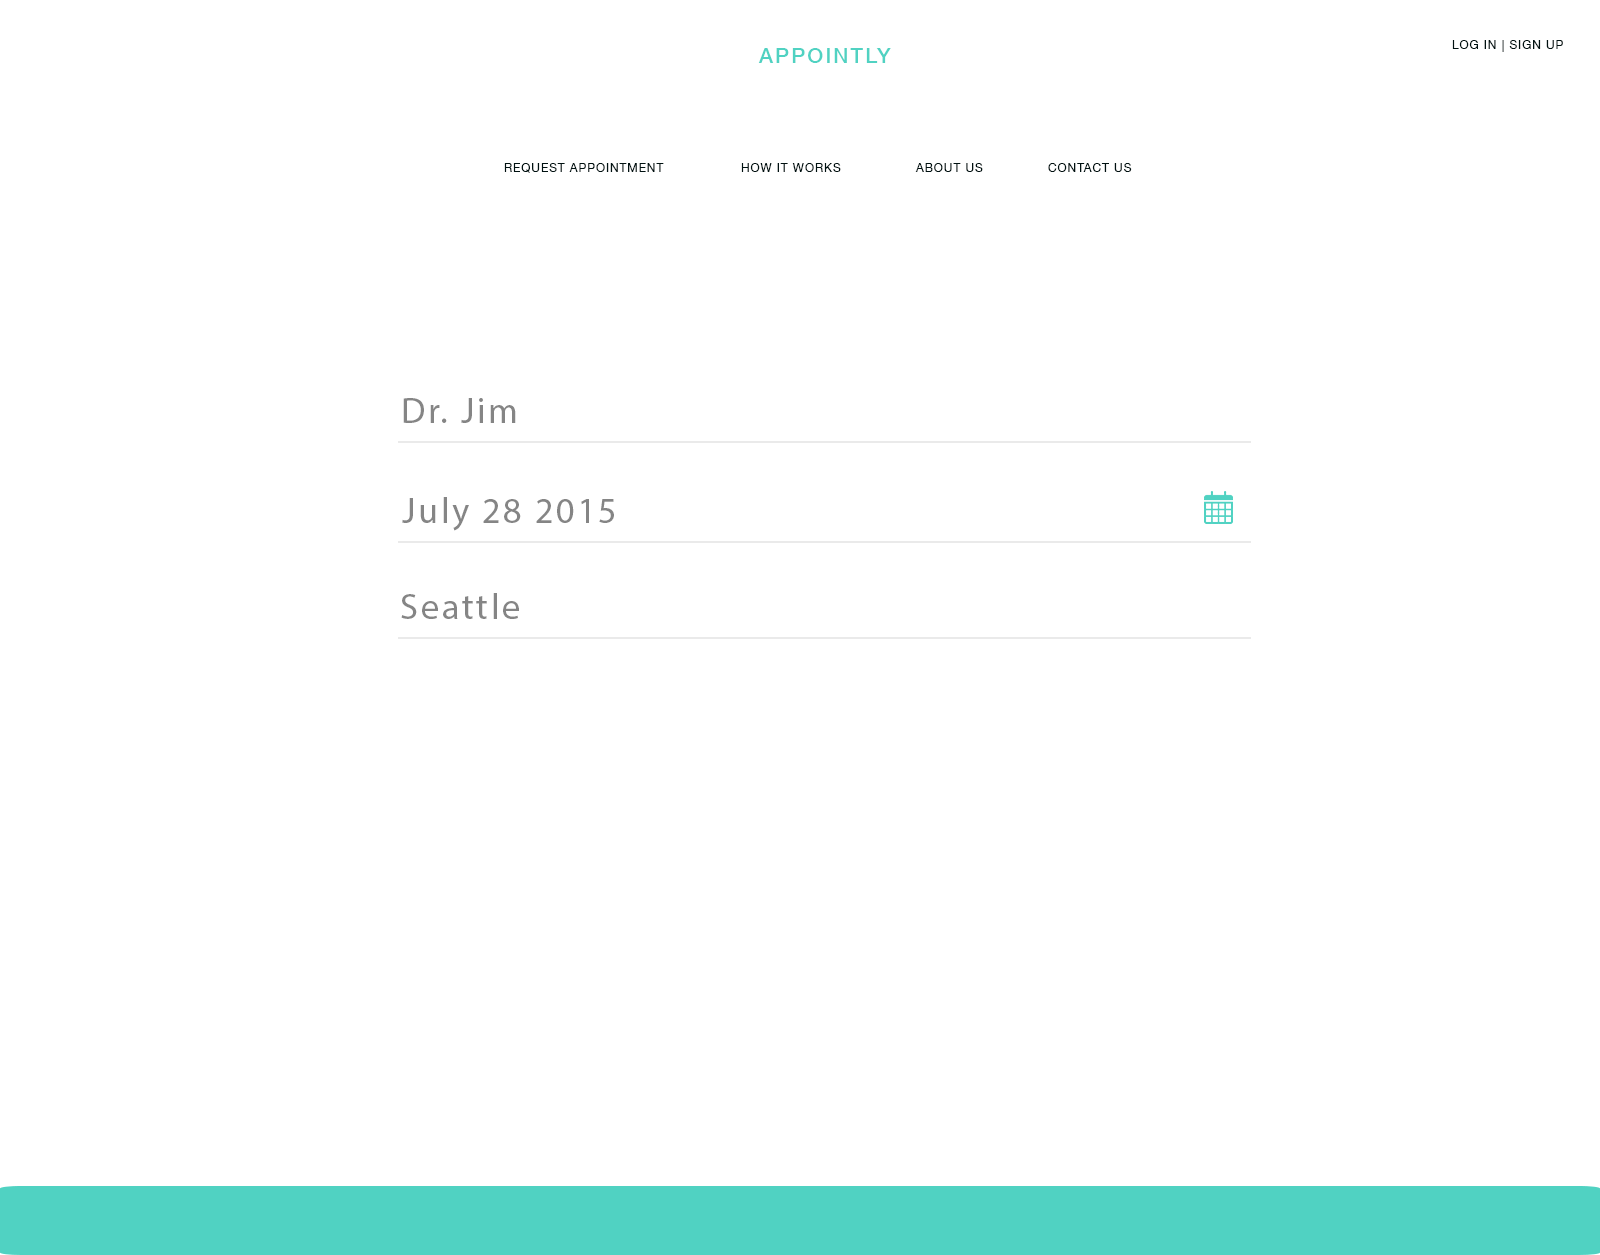 APPOINTLY
LOG IN | SIGN UP
REQUEST APPOINTMENT
HOW IT WORKS
ABOUT US
CONTACT US
Dr. Jim
July 28 2015
Seattle